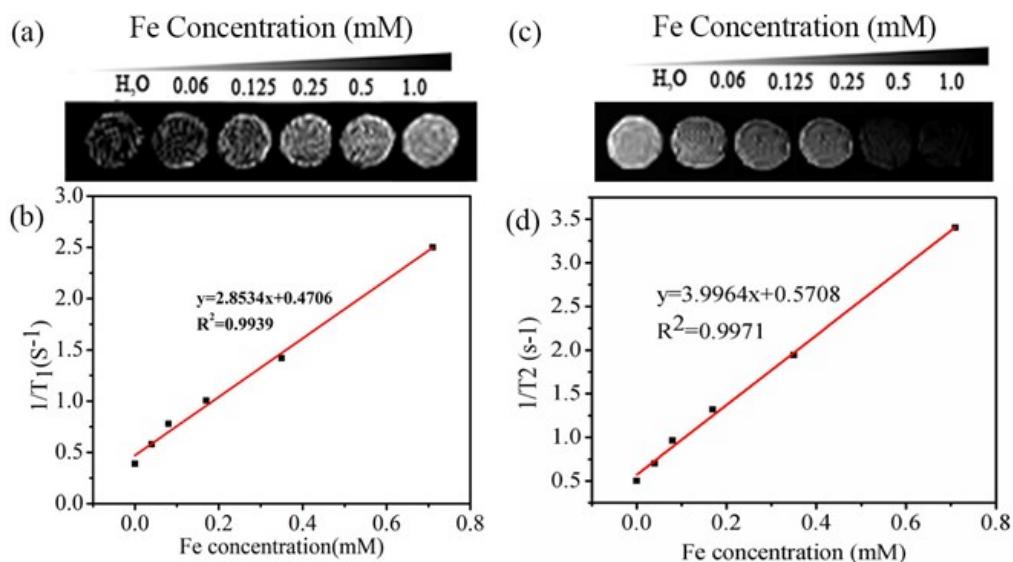 (a)
Fe Concentration (mM)
H2O 0.06 0.125 0.25 0.5 1.0
(c)
Fe Concentration (mM)
H2O 0.06 0.125 0.25 0.5 1.0
(b)
3.0
2.5
2.0
1.5
1.0
0.5
0.0
1/T1(S-1)
y=2.8534x+0.4706
R2=0.9939
0.0 0.2 0.4 0.6 0.8
Fe concentration(mM)
(d)
3.5
3.0
2.5
2.0
1.5
1.0
0.5
1/T2 (s-1)
y=3.9964x+0.5708
R2=0.9971
0.0 0.2 0.4 0.6 0.8
Fe concentration (mM)